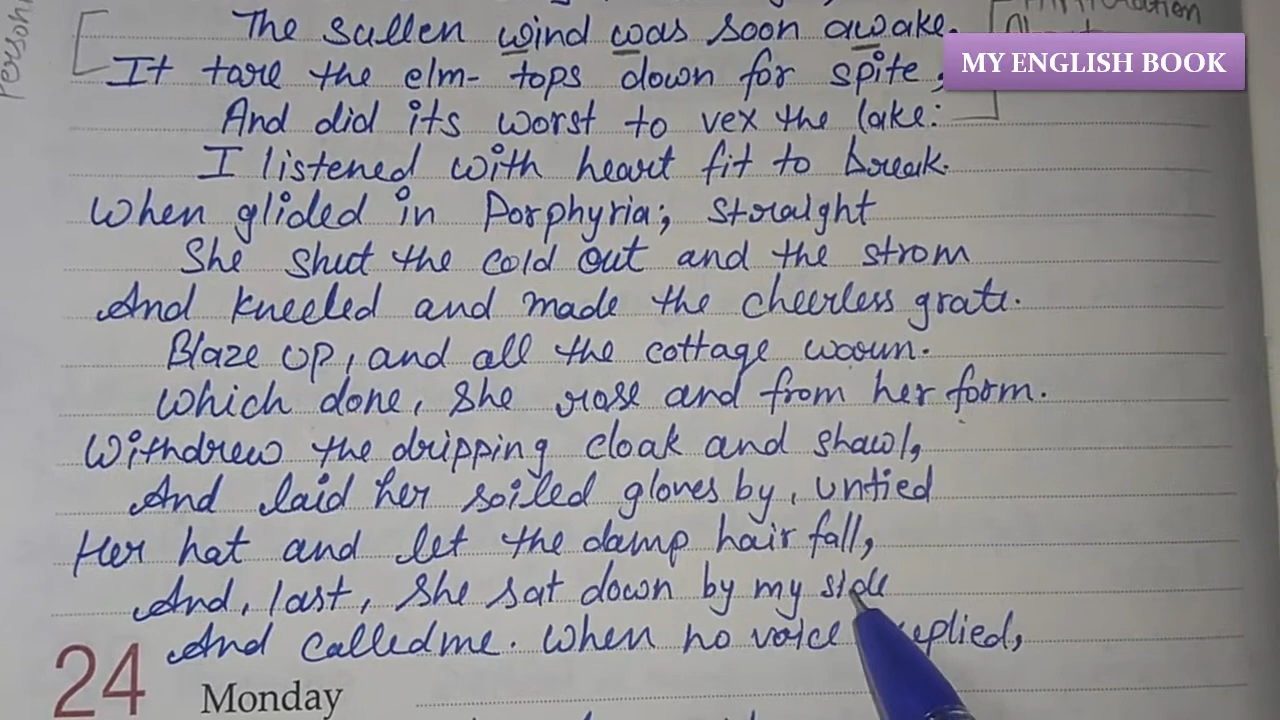 The sullen wind was soon awake.
MY ENGLISH BOOK
It tore the elm-tops down for spite,
And did its worst to vex the lake:
I listened with heart fit to break.
When glided in Porphyria; straight
She shut the cold out and the strom
And kneeled and made the cheerless grate.
Blaze up, and all the cottage warm.
Which done, she rose and from her form.
Withdrew the dripping cloak and shawl,
And laid her soiled gloves by, untied
Her hat and let the damp hair fall,
And, last, she sat down by my side
And called me. When no voice replied,
24 Monday